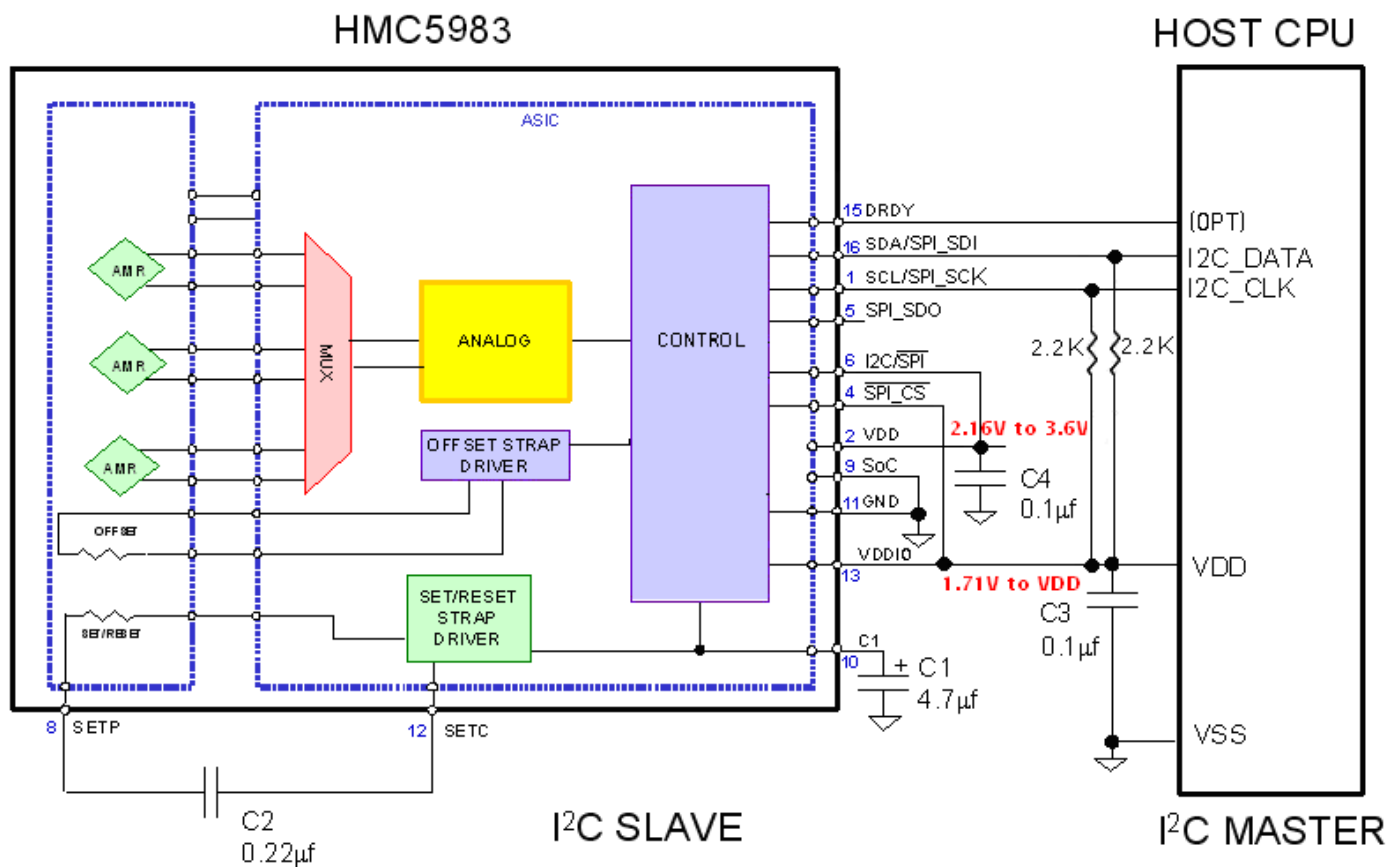 HMC5983
HOST CPU
ASIC
AMR
AMR
AMR
MUX
ANALOG
CONTROL
OFFSET STRAP
DRIVER
OFFSET
SET/RESET
SET/RESET
STRAP
DRIVER
15 DRDY
16 SDA/SPI_SDI
1 SCL/SPI_SCK
5 SPI_SDO
6 I2C/SPI
4 SPI_CS
2 VDD
9 SoC
11 GND
VDDIO
13
C1
10
(OPT)
I2C_DATA
I2C_CLK
2.2K
2.2K
2.16V to 3.6V
C4
0.1µf
1.71V to VDD
VDD
C3
0.1µf
+ C1
4.7µf
VSS
8 SETP
12 SETC
C2
0.22µf
I²C SLAVE
I²C MASTER